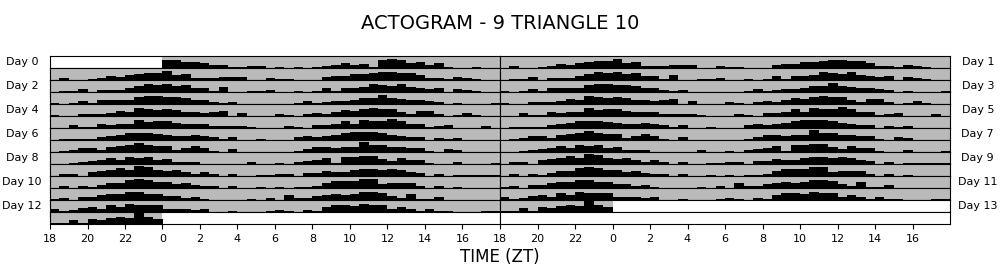 ACTOGRAM - 9 TRIANGLE 10
Day 0 Day 1
Day 2 Day 3
Day 4 Day 5
Day 6 Day 7
Day 8 Day 9
Day 10 Day 11
Day 12 Day 13
18 20 22 0 2 4 6 8 10 12 14 16 18 20 22 0 2 4 6 8 10 12 14 16
TIME (ZT)